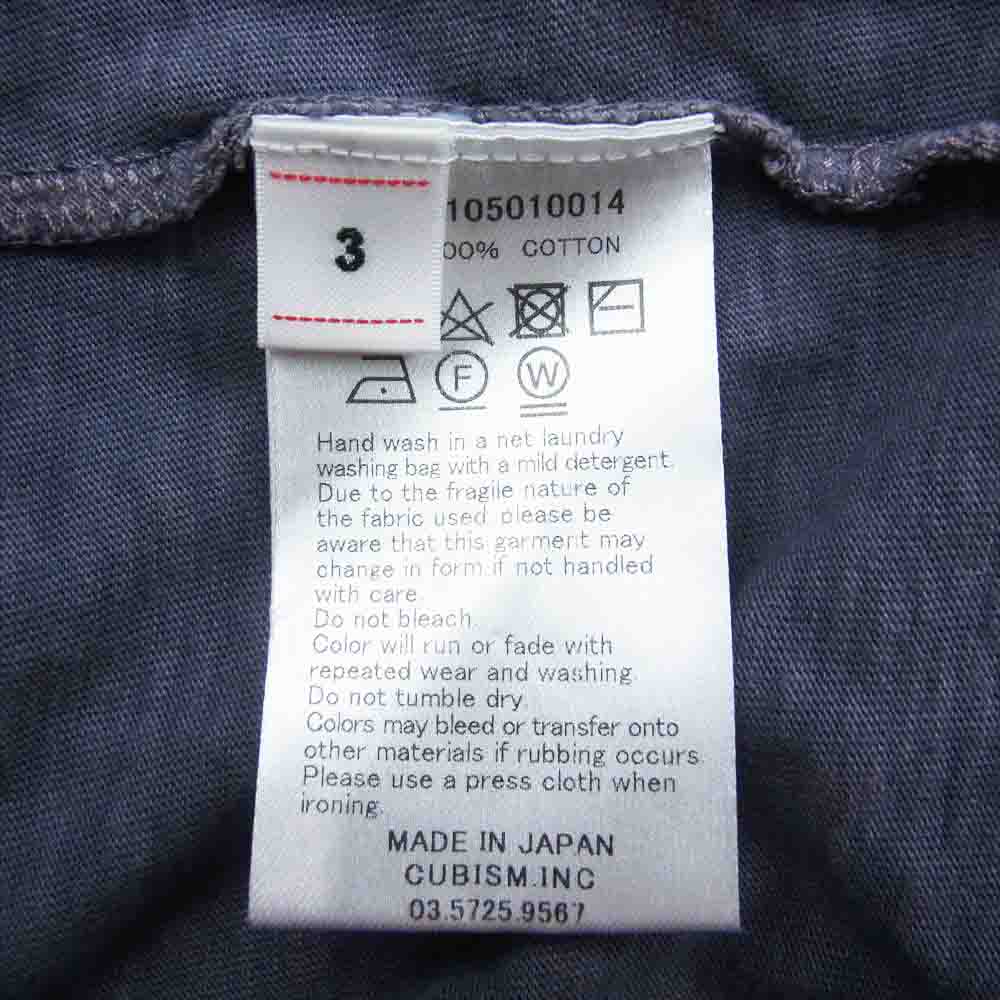 3
105010014
COTTON
F
W
Hand wash in a net laundry
washing bag with a mild detergent.
Due to the fragile nature of
the fabric used, please be
aware that this garment may
change in form if not handled
with care.
Do not bleach.
Color will run or fade with
repeated wear and washing.
Do not tumble dry.
Colors may bleed or transfer onto
other materials if rubbing occurs.
Please use a press cloth when
ironing.
MADE IN JAPAN
CUBISM.INC
03.5725.9567